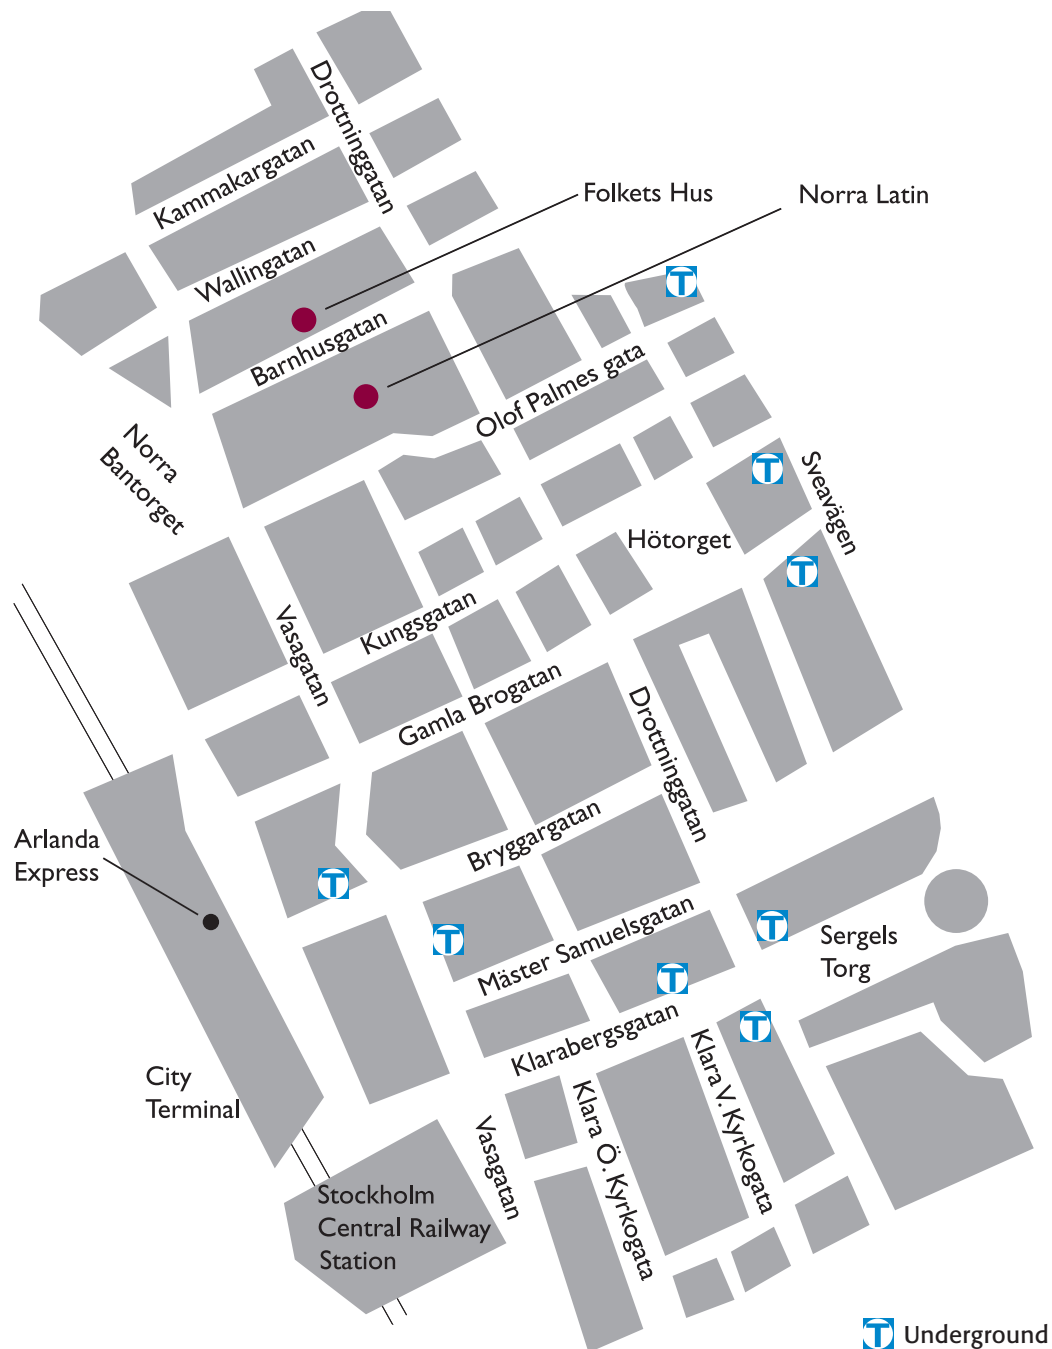 Drottninggatan
Kammakargatan
Folkets Hus
Norra Latin
Wallingatan
T
Barnhusgatan
Olof Palmes gata
Norra
Bantorget
T
Sveavägen
Hötorget
T
Vasagatan
Kungsgatan
Gamla Brogatan
Drottninggatan
Arlanda
Express
Bryggargatan
T
T
Mäster Samuelsgatan
T
Sergels
Torg
T
Klarabergsgatan
T
City
Terminal
Klara V. Kyrkogata
Klara Ö. Kyrkogata
Vasagatan
Stockholm
Central Railway
Station
T Underground